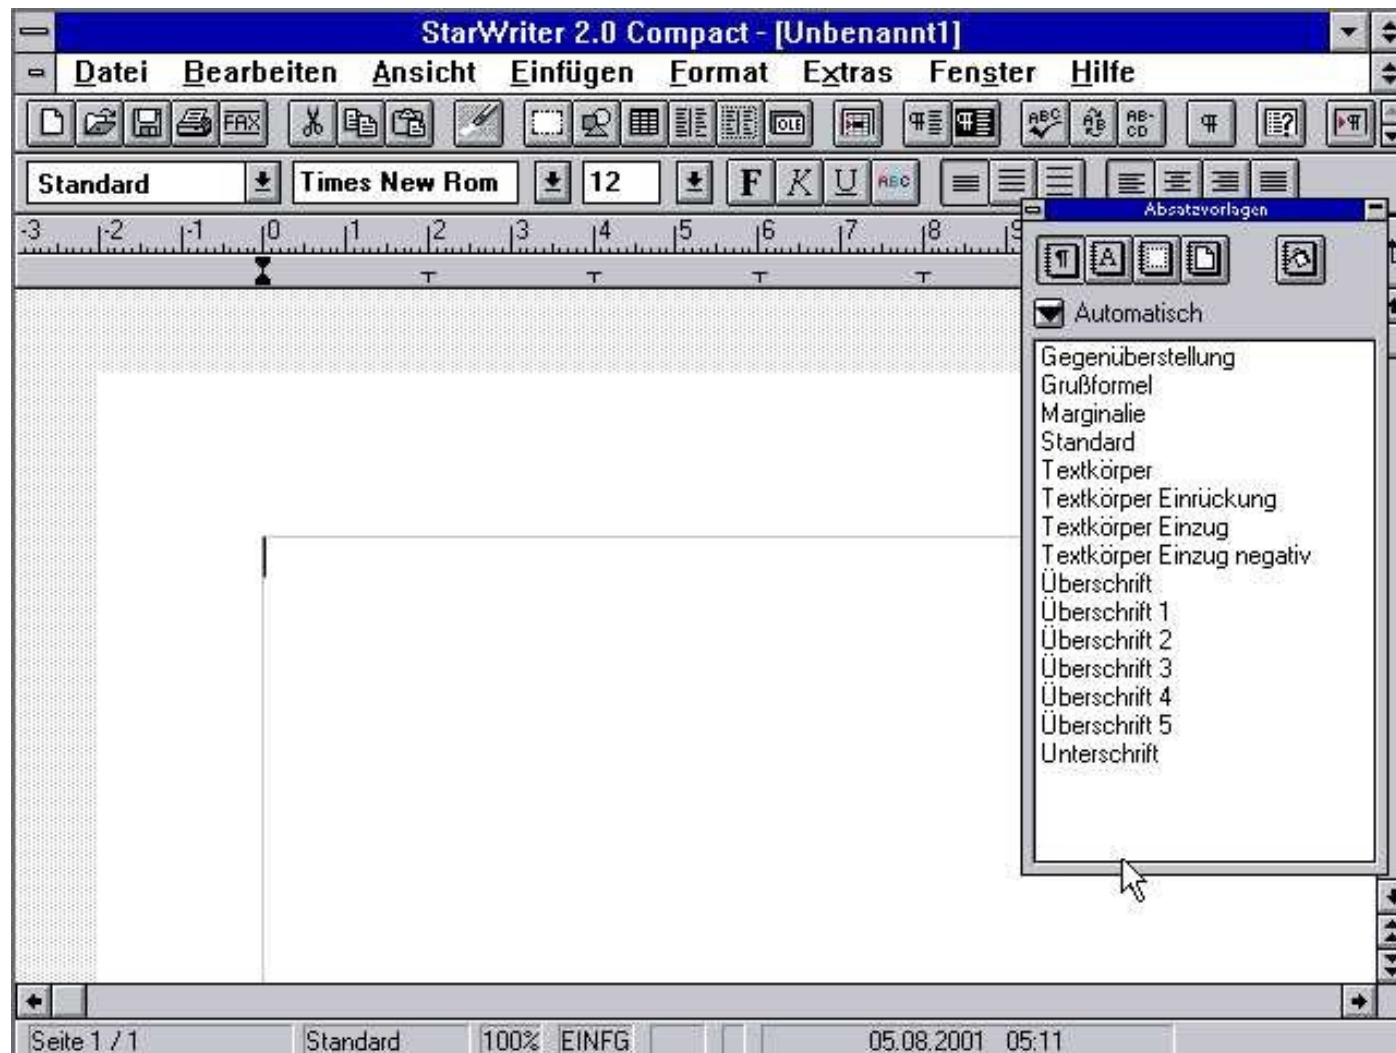 StarWriter 2.0 Compact - [Unbenannt1]
Datei Bearbeiten Ansicht Einfügen Format Extras Fenster Hilfe
FAX OLE ABC AB AB-CD
Standard Times New Rom 12 F K U ABC
-3 -2 -1 0 1 2 3 4 5 6 7 8 9
Absatzvorlagen
A
Automatisch
Gegenüberstellung
Grußformel
Marginalie
Standard
Textkörper
Textkörper Einrückung
Textkörper Einzug
Textkörper Einzug negativ
Überschrift
Überschrift 1
Überschrift 2
Überschrift 3
Überschrift 4
Überschrift 5
Unterschrift
Seite 1 / 1 Standard 100% EINFG 05.08.2001 05:11